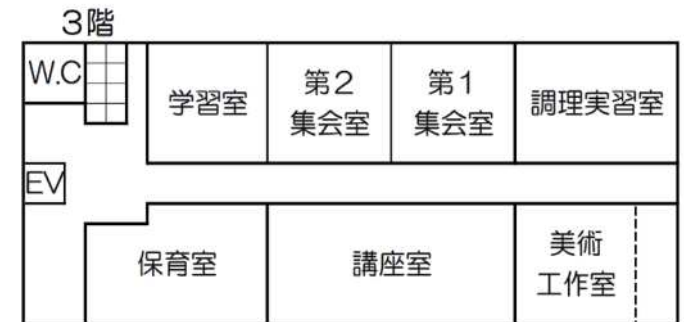 ３階
W.C
学習室
第２
集会室
第１
集会室
調理実習室
EV
保育室
講座室
美術
工作室